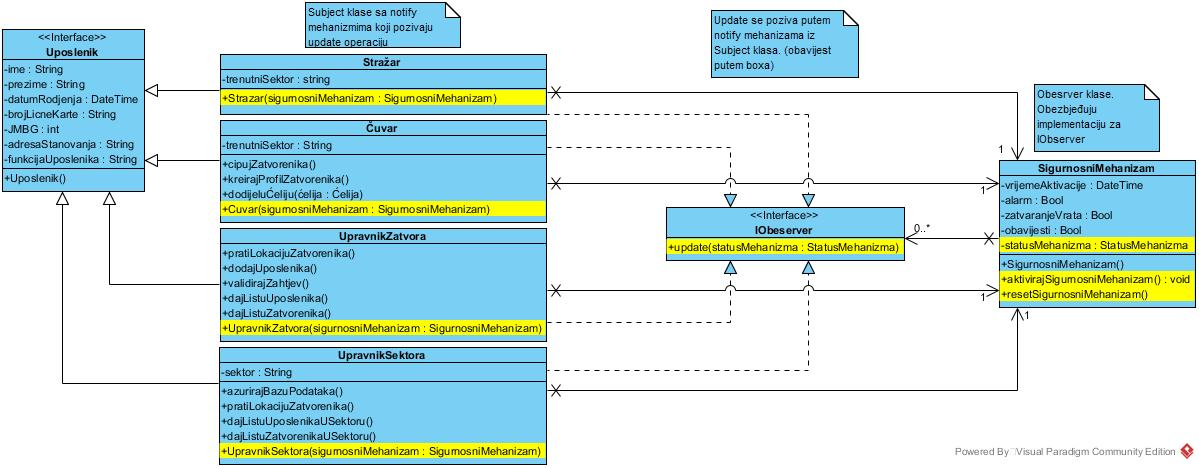 Subject klase sa notify
mehanizmima koji pozivaju
update operaciju
Update se poziva putem
notify mehanizama iz
Subject klasa. (obavijest
putem boxa)
Obesrver klase.
Obezbjeđuju
implementaciju za
IObserver
<<Interface>>
Uposlenik
-ime : String
-prezime : String
-datumRodjenja : DateTime
-brojLicneKarte : String
-JMBG : int
-adresaStanovanja : String
-funkcijaUposlenika : String
+Uposlenik()
Stražar
-trenutniSektor : string
+Strazar(sigurnosniMehanizam : SigurnosniMehanizam)
Čuvar
-trenutniSektor : String
+cipujZatvorenika()
+kreirajProfilZatvorenika()
+dodijeluĆeliju(ćelija : Ćelija)
+Cuvar(sigurnosniMehanizam : SigurnosniMehanizam)
UpravnikZatvora
+pratiLokacijuZatvorenika()
+dodajUposlenika()
+validirajZahtjev()
+dajListuUposlenika()
+dajListuZatvorenika()
+UpravnikZatvora(sigurnosniMehanizam : SigurnosniMehanizam)
UpravnikSektora
-sektor : String
+azurirajBazuPodataka()
+pratiLokacijuZatvorenika()
+dajListuUposlenikaUSektoru()
+dajListuZatvorenikaUSektoru()
+UpravnikSektora(sigurnosniMehanizam : SigurnosniMehanizam)
<<Interface>>
IObeserver
+update(statusMehanizma : StatusMehanizma)
0..*
1
1
1
1
SigurnosniMehanizam
-vrijemeAktivacije : DateTime
-alarm : Bool
-zatvaranjeVrata : Bool
-obavijesti : Bool
-statusMehanizma : StatusMehanizma
+SigurnosniMehanizam()
+aktivirajSigurnosniMehanizam() : void
+resetSigurnosniMehanizam()
Powered By Visual Paradigm Community Edition